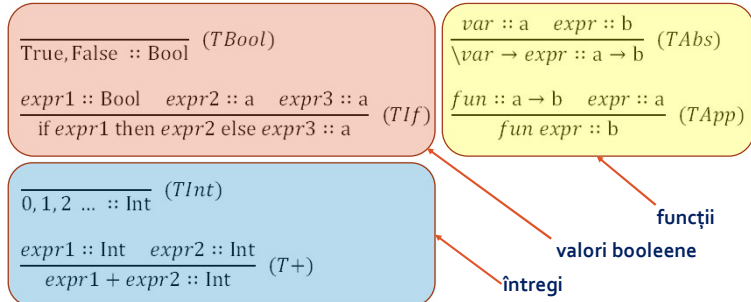 True, False :: Bool (TBool)
expr1 :: Bool expr2 :: a expr3 :: a
if expr1 then expr2 else expr3 :: a (TIf)
var :: a expr :: b
\var → expr :: a → b (TAbs)
fun :: a → b expr :: a
fun expr :: b (TApp)
0, 1, 2 ... :: Int (TInt)
expr1 :: Int expr2 :: Int
expr1 + expr2 :: Int (T+)
funcții
valori booleene
întregi